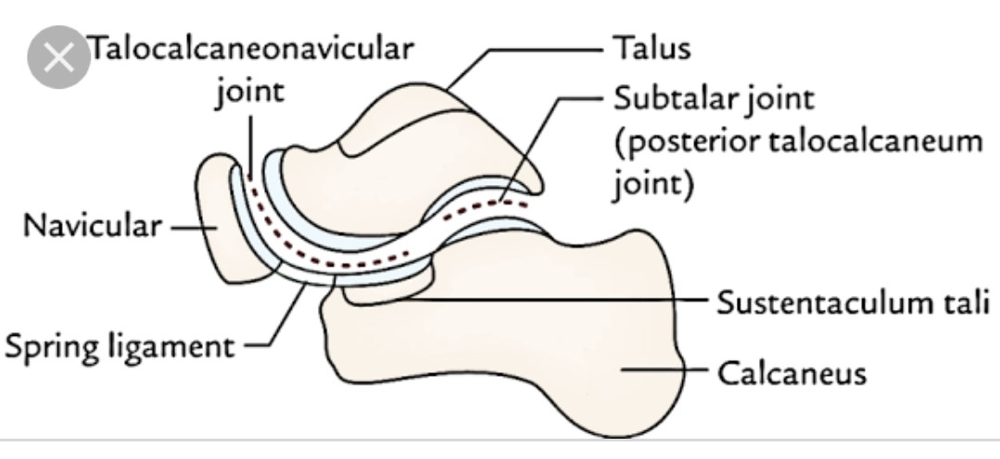 Talocalcaneonavicular
joint
Talus
Subtalar joint
(posterior talocalcaneum
joint)
Navicular
Sustentaculum tali
Spring ligament
Calcaneus